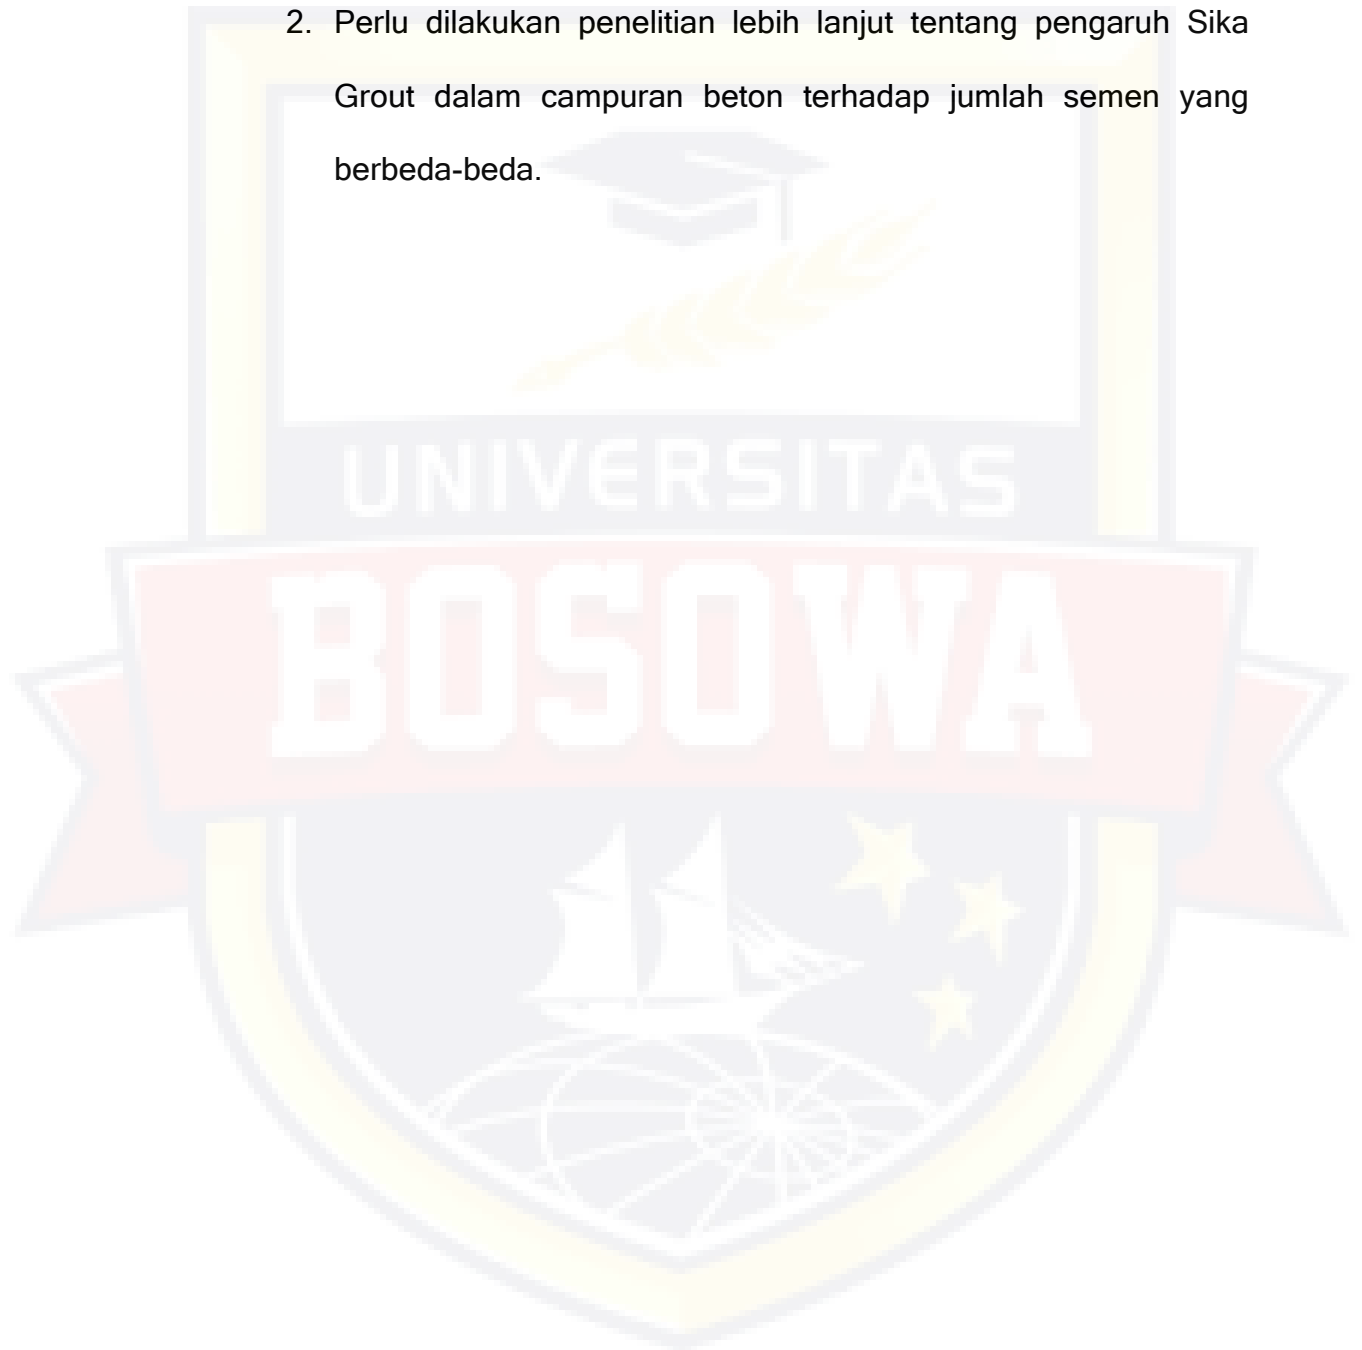 2. Perlu dilakukan penelitian lebih lanjut tentang pengaruh Sika
Grout dalam campuran beton terhadap jumlah semen yang
berbeda-beda.
UNIVERSITAS
BOSOWA